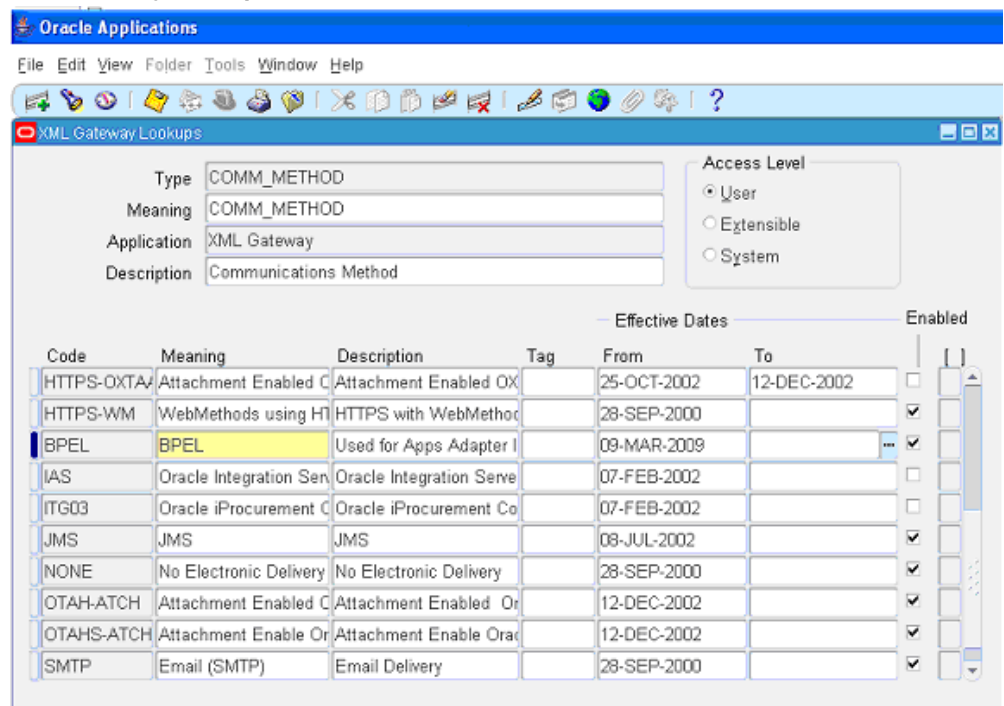 Oracle Applications
File Edit View Folder Tools Window Help
XML Gateway Lookups
Type COMM_METHOD
Meaning COMM_METHOD
Application XML Gateway
Description Communications Method
Access Level
User
Extensible
System
Effective Dates Enabled
Code Meaning Description Tag From To [ ]
HTTPS-OXTA Attachment Enabled Attachment Enabled OX 25-OCT-2002 12-DEC-2002
HTTPS-WM WebMethods using HTTPS with 28-SEP-2000
BPEL BPEL Used for Apps Adapter 09-MAR-2009 ...
IAS Oracle Integration Oracle Integration Serve 07-FEB-2002
ITG03 Oracle iProcurement Oracle iProcurement Co 07-FEB-2002
JMS JMS JMS 08-JUL-2002
NONE No Electronic Delivery No Electronic Delivery 28-SEP-2000
OTAH-ATCH Attachment Enabled Attachment Enabled 12-DEC-2002
OTAHS-ATCH Attachment Enable Or Attachment Enable 12-DEC-2002
SMTP Email (SMTP) Email Delivery 28-SEP-2000